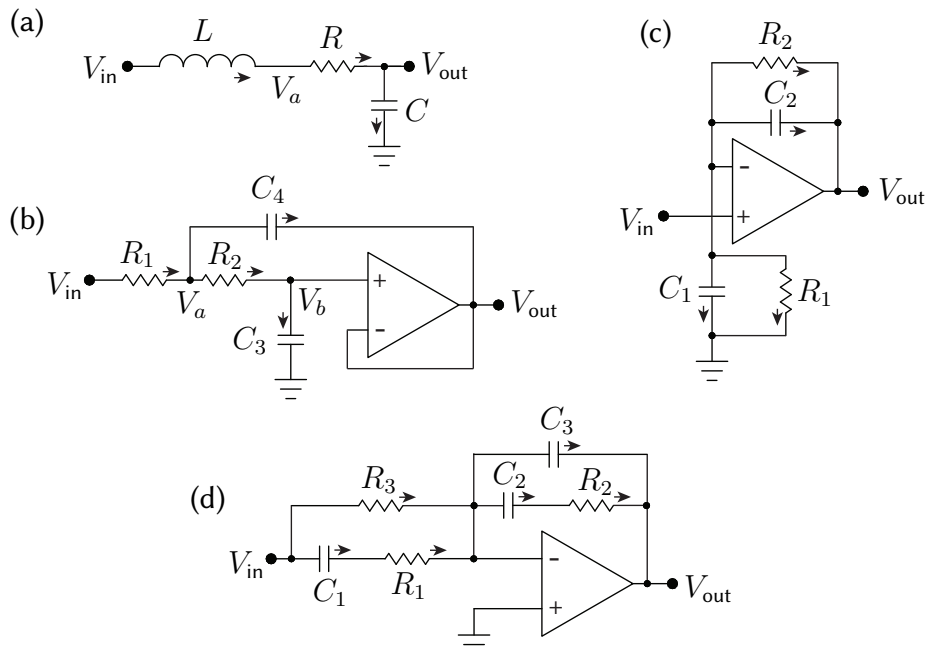 (a)
L
R
V_in
V_a
V_out
C
(c)
R_2
C_2
-
V_out
V_in
+
C_1
R_1
(b)
C_4
R_1
R_2
V_in
V_a
V_b
+
V_out
C_3
-
(d)
C_3
R_3
C_2
R_2
V_in
C_1
R_1
-
V_out
+